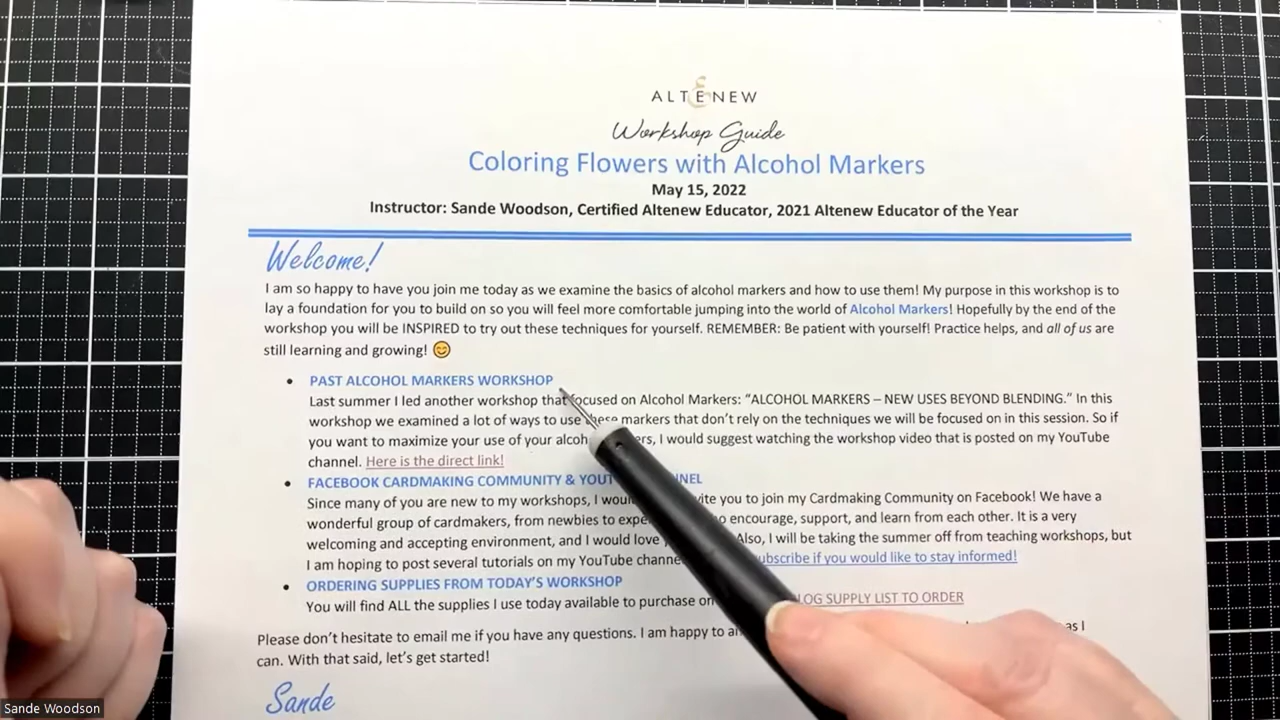 ALTENEW
Workshop Guide
Coloring Flowers with Alcohol Markers
May 15, 2022
Instructor: Sande Woodson, Certified Altenew Educator, 2021 Altenew Educator of the Year
Welcome!
I am so happy to have you join me today as we examine the basics of alcohol markers and how to use them! My purpose in this workshop is to
lay a foundation for you to build on so you will feel more comfortable jumping into the world of Alcohol Markers! Hopefully by the end of the
workshop you will be INSPIRED to try out these techniques for yourself. REMEMBER: Be patient with yourself! Practice helps, and all of us are
still learning and growing! 😊
• PAST ALCOHOL MARKERS WORKSHOP
Last summer I led another workshop that focused on Alcohol Markers: “ALCOHOL MARKERS – NEW USES BEYOND BLENDING.” In this
workshop we examined a lot of ways to use these markers that don’t rely on the techniques we will be focused on in this session. So if
you want to maximize your use of your alcoh ers, I would suggest watching the workshop video that is posted on my YouTube
channel. Here is the direct link!
• FACEBOOK CARDMAKING COMMUNITY & YOUT NEL
Since many of you are new to my workshops, I woul vite you to join my Cardmaking Community on Facebook! We have a
wonderful group of cardmakers, from newbies to expe o encourage, support, and learn from each other. It is a very
welcoming and accepting environment, and I would love Also, I will be taking the summer off from teaching workshops, but
I am hoping to post several tutorials on my YouTube channe ubscribe if you would like to stay informed!
• ORDERING SUPPLIES FROM TODAY’S WORKSHOP
You will find ALL the supplies I use today available to purchase on LOG SUPPLY LIST TO ORDER
Please don’t hesitate to email me if you have any questions. I am happy to an as I
can. With that said, let’s get started!
Sande
Sande Woodson